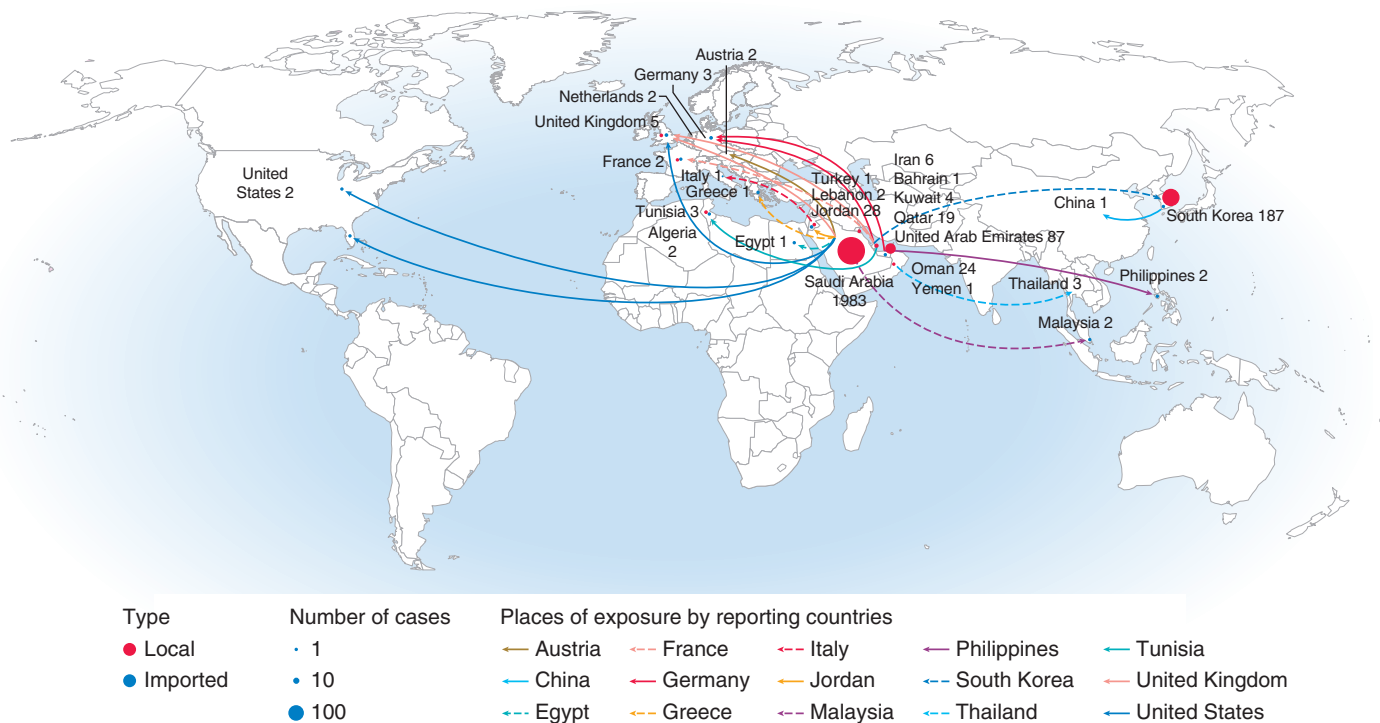 Austria 2
Germany 3
Netherlands 2
United Kingdom 5
France 2
Italy 1
Greece 1
Tunisia 3
Algeria
2
Egypt 1
United
States 2
Turkey 1
Lebanon 2
Jordan 28
Iran 6
Bahrain 1
Kuwait 4
Qatar 19
United Arab Emirates 87
Oman 24
Yemen 1
Saudi Arabia
1983
China 1
South Korea 187
Thailand 3
Philippines 2
Malaysia 2
Type
Local
Imported
Number of cases
1
10
100
Places of exposure by reporting countries
Austria
China
Egypt
France
Germany
Greece
Italy
Jordan
Malaysia
Philippines
South Korea
Thailand
Tunisia
United Kingdom
United States